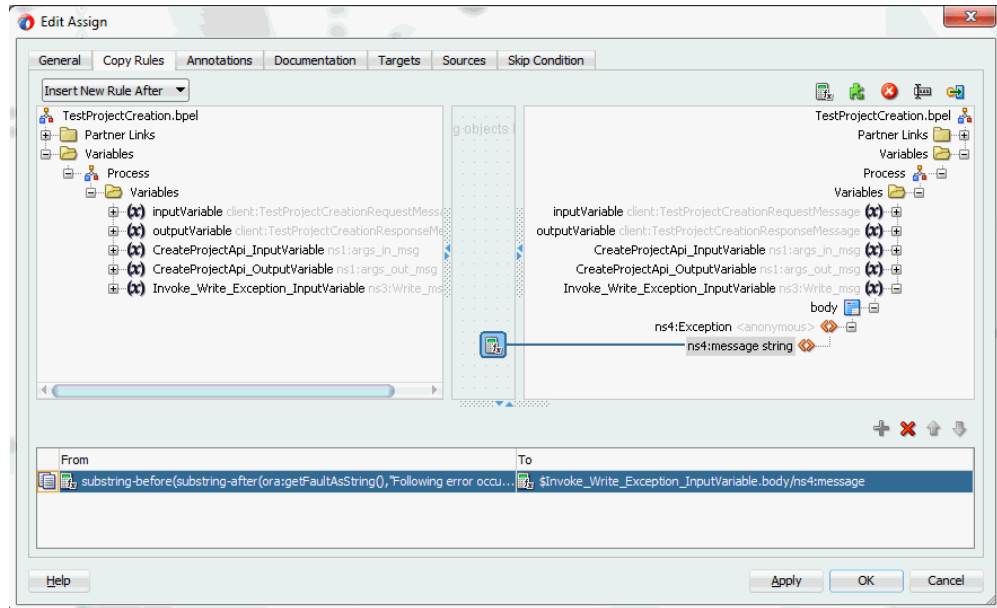 Edit Assign
General Copy Rules Annotations Documentation Targets Sources Skip Condition
Insert New Rule After
TestProjectCreation.bpel
Partner Links
Variables
Process
Variables
inputVariable client:TestProjectCreationRequestMess
outputVariable client:TestProjectCreationResponseMe
CreateProjectApi_InputVariable ns1:args_in_msg
CreateProjectApi_OutputVariable ns1:args_out_msg
Invoke_Write_Exception_InputVariable ns3:Write_ms
g objects
TestProjectCreation.bpel
Partner Links
Variables
Process
Variables
inputVariable client:TestProjectCreationRequestMessage
outputVariable client:TestProjectCreationResponseMessage
CreateProjectApi_InputVariable ns1:args_in_msg
CreateProjectApi_OutputVariable ns1:args_out_msg
Invoke_Write_Exception_InputVariable ns3:Write_msg
body
ns4:Exception <anonymous>
ns4:message string
From To
substring-before(substring-after(ora:getFaultAsString(),"Following error occu... $Invoke_Write_Exception_InputVariable.body/ns4:message
Help Apply OK Cancel